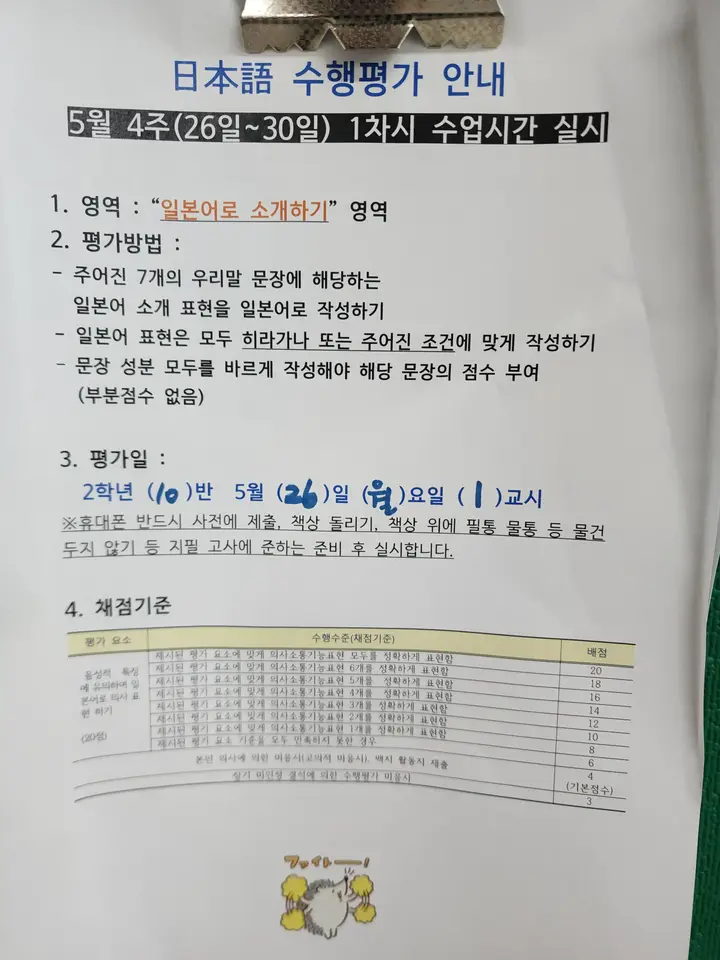 日本語 수행평가 안내
5월 4주(26일~30일) 1차시 수업시간 실시
1. 영역 : “일본어로 소개하기” 영역
2. 평가방법 :
- 주어진 7개의 우리말 문장에 해당하는
일본어 소개 표현을 일본어로 작성하기
- 일본어 표현은 모두 히라가나 또는 주어진 조건에 맞게 작성하기
- 문장 성분 모두를 바르게 작성해야 해당 문장의 점수 부여
(부분점수 없음)
3. 평가일 :
2학년 (10)반 5월 (26)일 (월)요일 (1)교시
※휴대폰 반드시 사전에 제출, 책상 돌리기, 책상 위에 필통 물통 등 물건
두지 않기 등 지필 고사에 준하는 준비 후 실시합니다.
4. 채점기준
평가 요소 수행수준(채점기준) 배점
음성적 특징에 유의하여 일본어로 의사 표현 하기
(20점)
제시된 평가 요소에 맞게 의사소통기능표현 모두를 정확하게 표현함 20
제시된 평가 요소에 맞게 의사소통기능표현 6개를 정확하게 표현함 18
제시된 평가 요소에 맞게 의사소통기능표현 5개를 정확하게 표현함 16
제시된 평가 요소에 맞게 의사소통기능표현 4개를 정확하게 표현함 14
제시된 평가 요소에 맞게 의사소통기능표현 3개를 정확하게 표현함 12
제시된 평가 요소에 맞게 의사소통기능표현 2개를 정확하게 표현함 10
제시된 평가 요소에 맞게 의사소통기능표현 1개를 정확하게 표현함 8
제시된 평가 요소 기준을 모두 만족하지 못한 경우 6
본인 의사에 의한 미응시(고의적 미응시), 백시 활동지 제출 4
(기본점수)
장기 미인정 결석에 의한 수행평가 미응시 3
ファイトー!